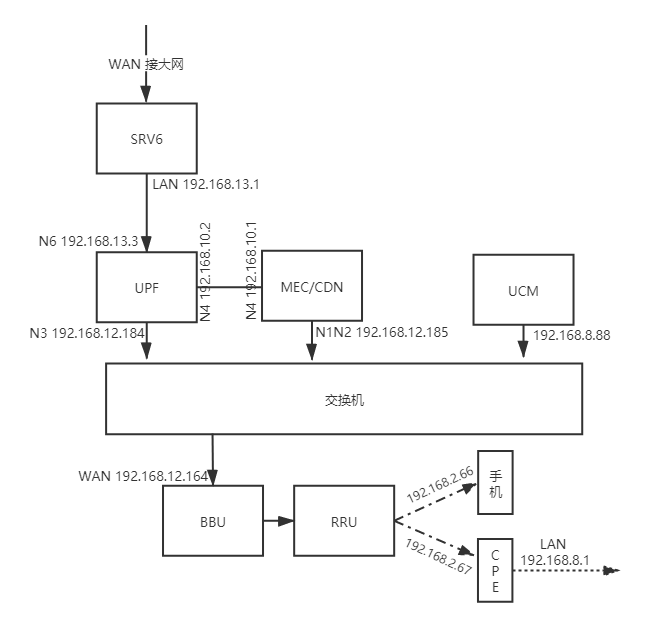 WAN 接大网
SRV6
LAN 192.168.13.1
N6 192.168.13.3
N4 192.168.10.2
N4 192.168.10.1
UPF
MEC/CDN
UCM
N3 192.168.12.184
N1N2 192.168.12.185
192.168.8.88
交换机
WAN 192.168.12.164
BBU
RRU
192.168.2.66
手
机
192.168.2.67
C
P
E
LAN
192.168.8.1